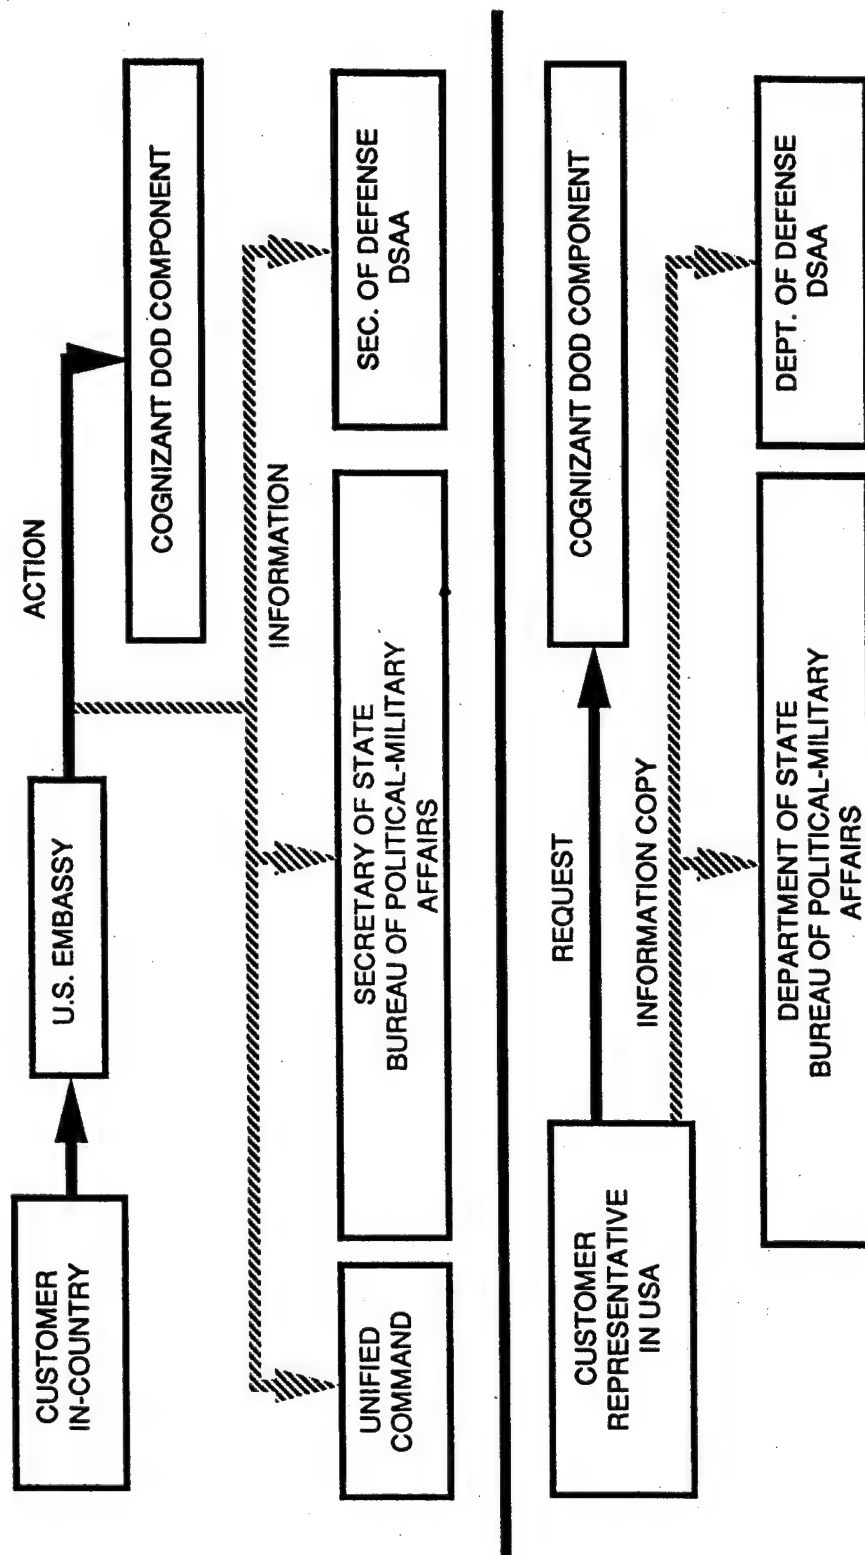 CUSTOMER
IN-COUNTRY
U.S. EMBASSY
ACTION
COGNIZANT DOD COMPONENT
INFORMATION
UNIFIED
COMMAND
SECRETARY OF STATE
BUREAU OF POLITICAL-MILITARY
AFFAIRS
SEC. OF DEFENSE
DSAA
CUSTOMER
REPRESENTATIVE
IN USA
REQUEST
COGNIZANT DOD COMPONENT
INFORMATION COPY
DEPARTMENT OF STATE
BUREAU OF POLITICAL-MILITARY
AFFAIRS
DEPT. OF DEFENSE
DSAA